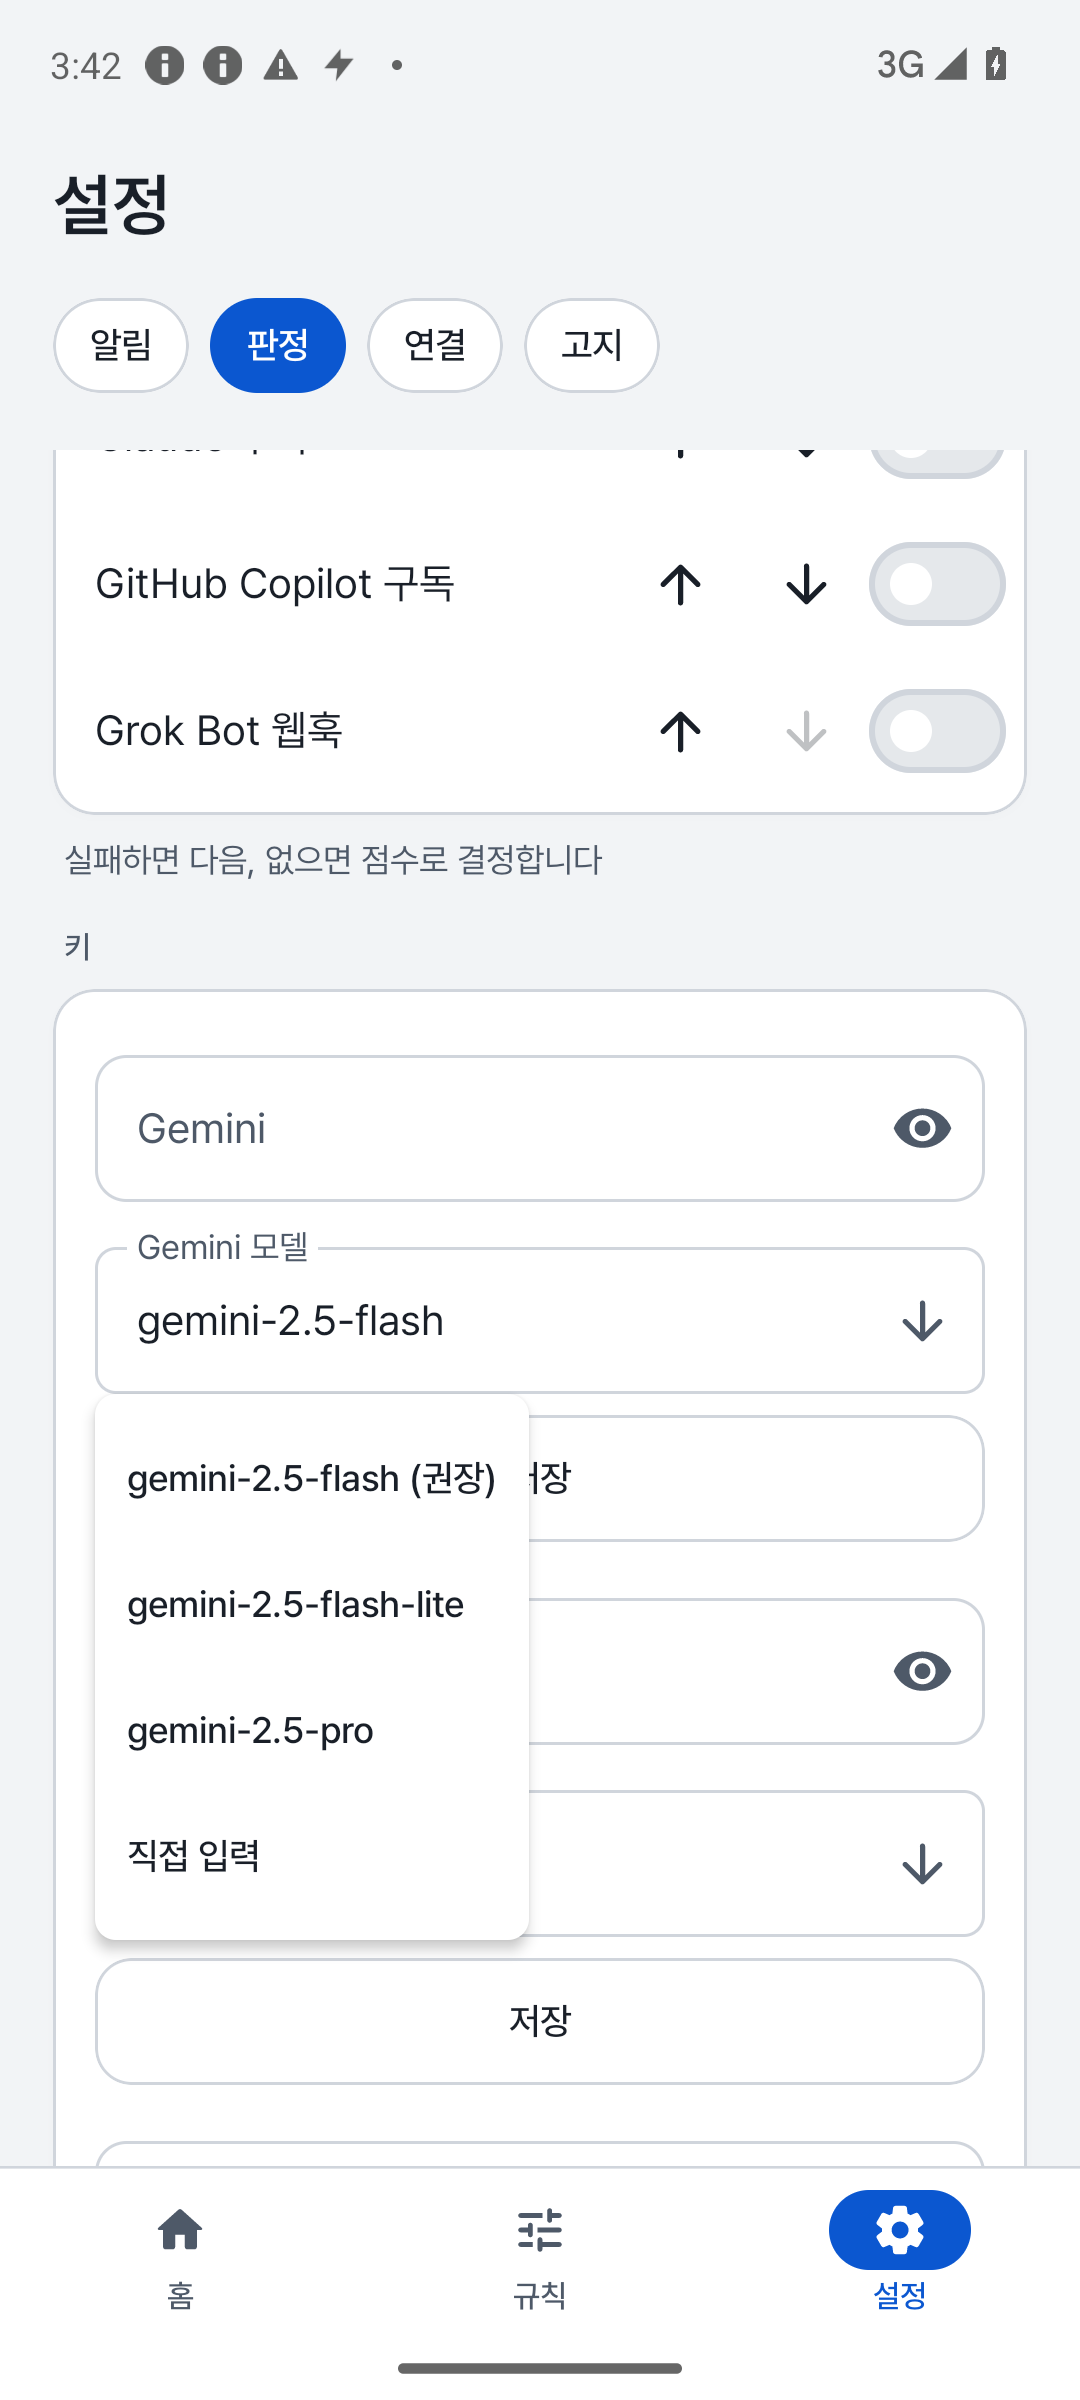 3:42
3G
설정
알림
판정
연결
고지
GitHub Copilot 구독
Grok Bot 웹훅
실패하면 다음, 없으면 점수로 결정합니다
키
Gemini
Gemini 모델
gemini-2.5-flash
gemini-2.5-flash (권장)
gemini-2.5-flash-lite
gemini-2.5-pro
직접 입력
저장
홈
규칙
설정